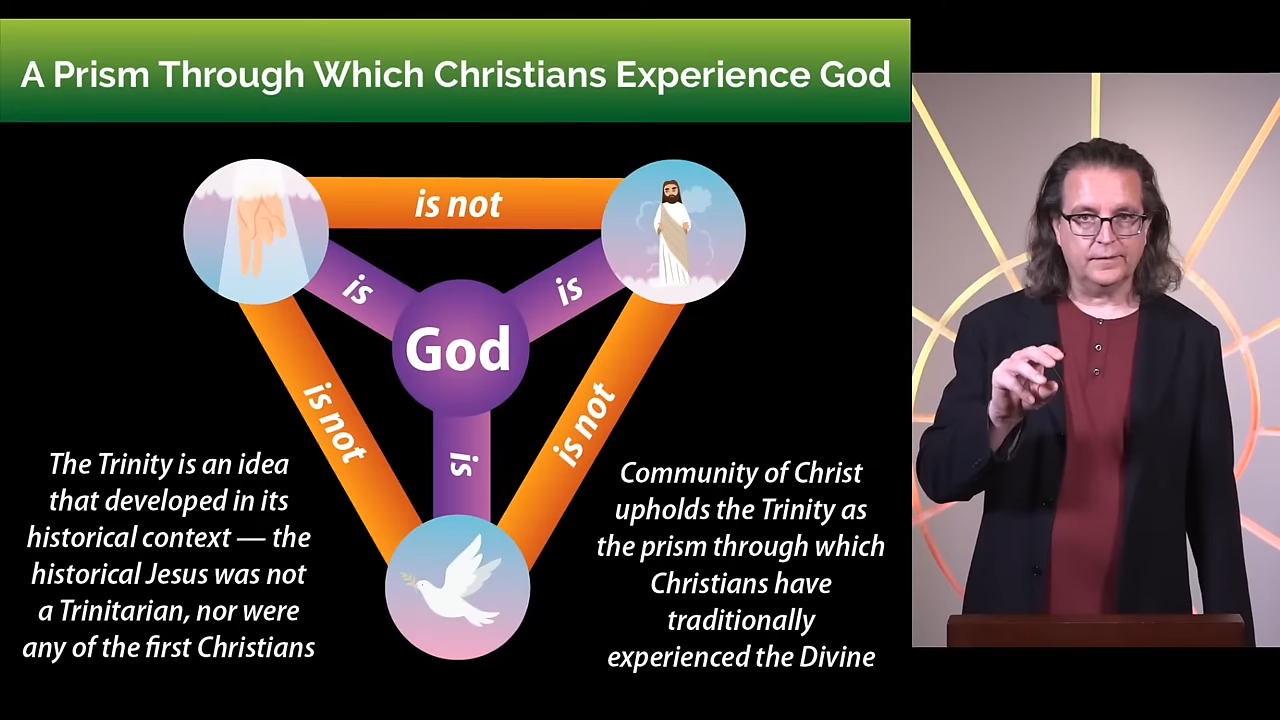 A Prism Through Which Christians Experience God
is not
is
is
God
is not
is not
is
The Trinity is an idea
that developed in its
historical context — the
historical Jesus was not
a Trinitarian, nor were
any of the first Christians
Community of Christ
upholds the Trinity as
the prism through which
Christians have
traditionally
experienced the Divine